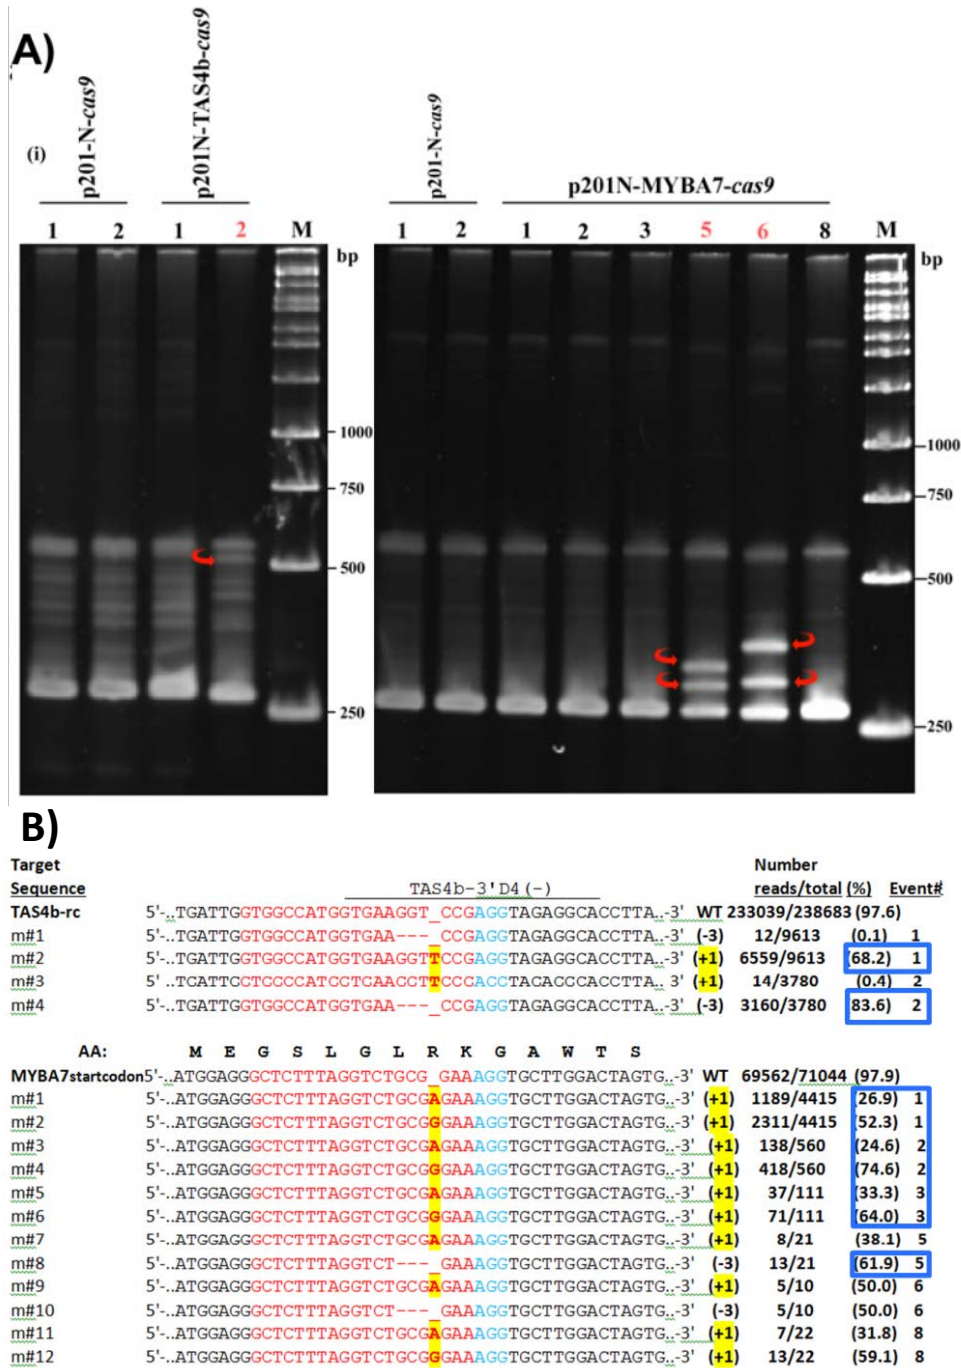 A)
(i)
p201-N-cas9
p201N-TAS4b-cas9
1 2 1 2 M
bp
1000
750
500
250
p201-N-cas9
p201N-MYBA7-cas9
1 2 1 2 3 5 6 8 M
bp
1000
750
500
250
B)
Target Number
Sequence TAS4b-3'D4(-) reads/total (%) Event#
TAS4b-rc 5'-..TGATTGGTGGCCATGGTGAAGGT_CCGAGGTAGAGGCACCTTA..-3' WT 233039/238683 (97.6)
m#1 5'-..TGATTGGTGGCCATGGTGAA---_CCGAGGTAGAGGCACCTTA..-3' (-3) 12/9613 (0.1) 1
m#2 5'-..TGATTGGTGGCCATGGTGAAGGTTCCGAGGTAGAGGCACCTTA..-3' (+1) 6559/9613 (68.2) 1
m#3 5'-..TGATTGGTGGCCATGGTGAAGGTTCCGAGGTAGAGGCACCTTA..-3' (+1) 14/3780 (0.4) 2
m#4 5'-..TGATTGGTGGCCATGGTGAA---_CCGAGGTAGAGGCACCTTA..-3' (-3) 3160/3780 (83.6) 2
AA: M E G S L G L R K G A W T S
MYBA7startcodon5'-..ATGGAGGGCTCTTTAGGTCTGCG_GAAAGGTGCTTGGACTAGTG..-3' WT 69562/71044 (97.9)
m#1 5'-..ATGGAGGGCTCTTTAGGTCTGCGAGAAAGGTGCTTGGACTAGTG..-3' (+1) 1189/4415 (26.9) 1
m#2 5'-..ATGGAGGGCTCTTTAGGTCTGCGGGAAAGGTGCTTGGACTAGTG..-3' (+1) 2311/4415 (52.3) 1
m#3 5'-..ATGGAGGGCTCTTTAGGTCTGCGAGAAAGGTGCTTGGACTAGTG..-3' (+1) 138/560 (24.6) 2
m#4 5'-..ATGGAGGGCTCTTTAGGTCTGCGGGAAAGGTGCTTGGACTAGTG..-3' (+1) 418/560 (74.6) 2
m#5 5'-..ATGGAGGGCTCTTTAGGTCTGCGAGAAAGGTGCTTGGACTAGTG..-3' (+1) 37/111 (33.3) 3
m#6 5'-..ATGGAGGGCTCTTTAGGTCTGCGGGAAAGGTGCTTGGACTAGTG..-3' (+1) 71/111 (64.0) 3
m#7 5'-..ATGGAGGGCTCTTTAGGTCTGCGAGAAAGGTGCTTGGACTAGTG..-3' (+1) 8/21 (38.1) 5
m#8 5'-..ATGGAGGGCTCTTTAGGTCT---_GAAAGGTGCTTGGACTAGTG..-3' (-3) 13/21 (61.9) 5
m#9 5'-..ATGGAGGGCTCTTTAGGTCTGCGAGAAAGGTGCTTGGACTAGTG..-3' (+1) 5/10 (50.0) 6
m#10 5'-..ATGGAGGGCTCTTTAGGTCT---_GAAAGGTGCTTGGACTAGTG..-3' (-3) 5/10 (50.0) 6
m#11 5'-..ATGGAGGGCTCTTTAGGTCTGCGAGAAAGGTGCTTGGACTAGTG..-3' (+1) 7/22 (31.8) 8
m#12 5'-..ATGGAGGGCTCTTTAGGTCTGCGGGAAAGGTGCTTGGACTAGTG..-3' (+1) 13/22 (59.1) 8